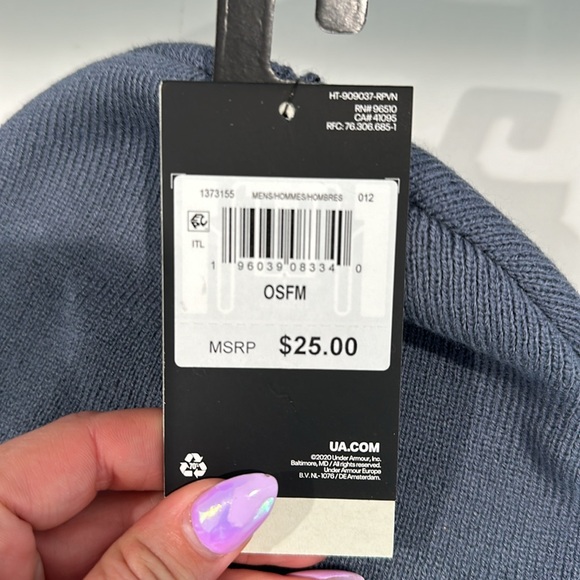 HT-909037-RPVN
RN# 96510
CA# 41095
RFC: 76.306.685-1
1373155 MENS/HOMMES/HOMBRES 012
ITL
1 96039 08334 0
OSFM
MSRP $25.00
UA.COM
©2020 Under Armour, Inc.
Baltimore, MD / All rights reserved.
Under Armour Europe
B.V. NL - 1076 / DE Amsterdam.